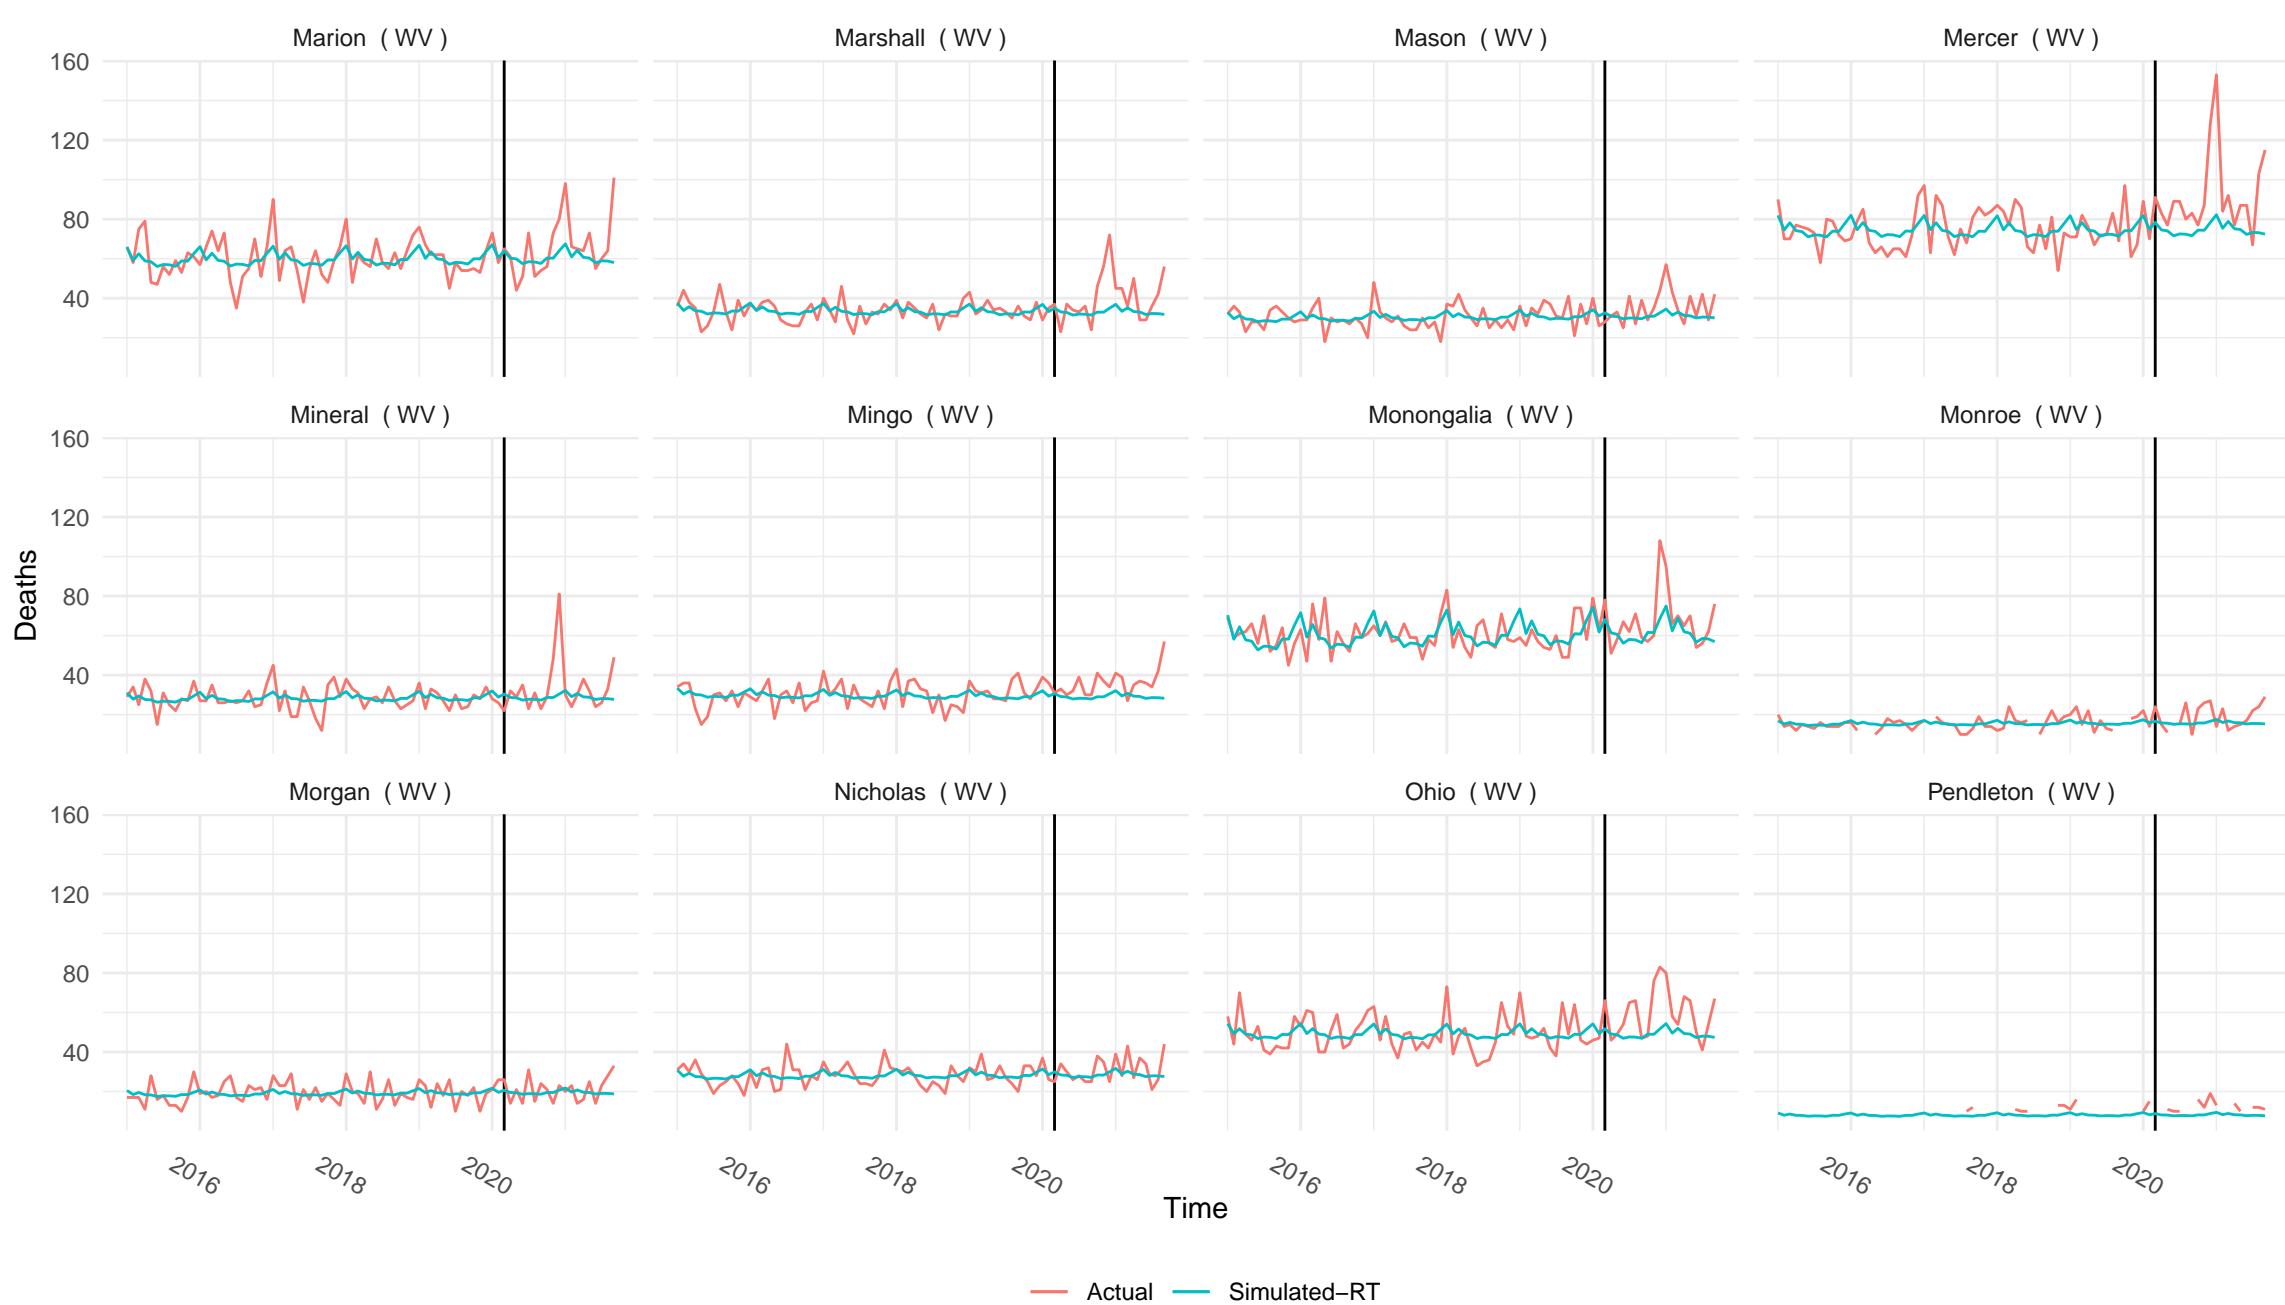 Marion ( WV )
Marshall ( WV )
Mason ( WV )
Mercer ( WV )
160
120
80
40
Mineral ( WV )
Mingo ( WV )
Monongalia ( WV )
Monroe ( WV )
160
120
80
40
Deaths
Morgan ( WV )
Nicholas ( WV )
Ohio ( WV )
Pendleton ( WV )
160
120
80
40
2016
2018
2020
2016
2018
2020
2016
2018
2020
2016
2018
2020
Time
Actual
Simulated−RT